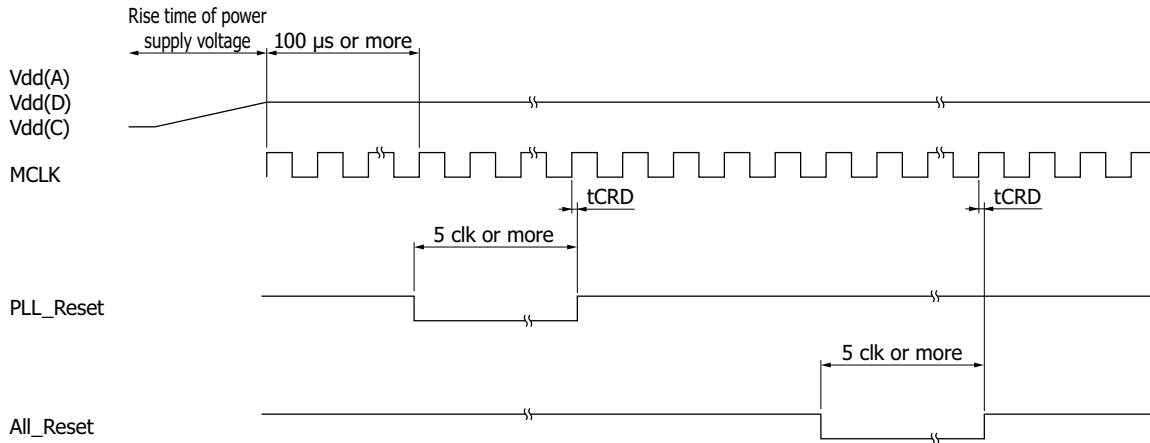 Rise time of power
supply voltage
100 µs or more
Vdd(A)
Vdd(D)
Vdd(C)
MCLK
tCRD
tCRD
5 clk or more
PLL_Reset
5 clk or more
All_Reset